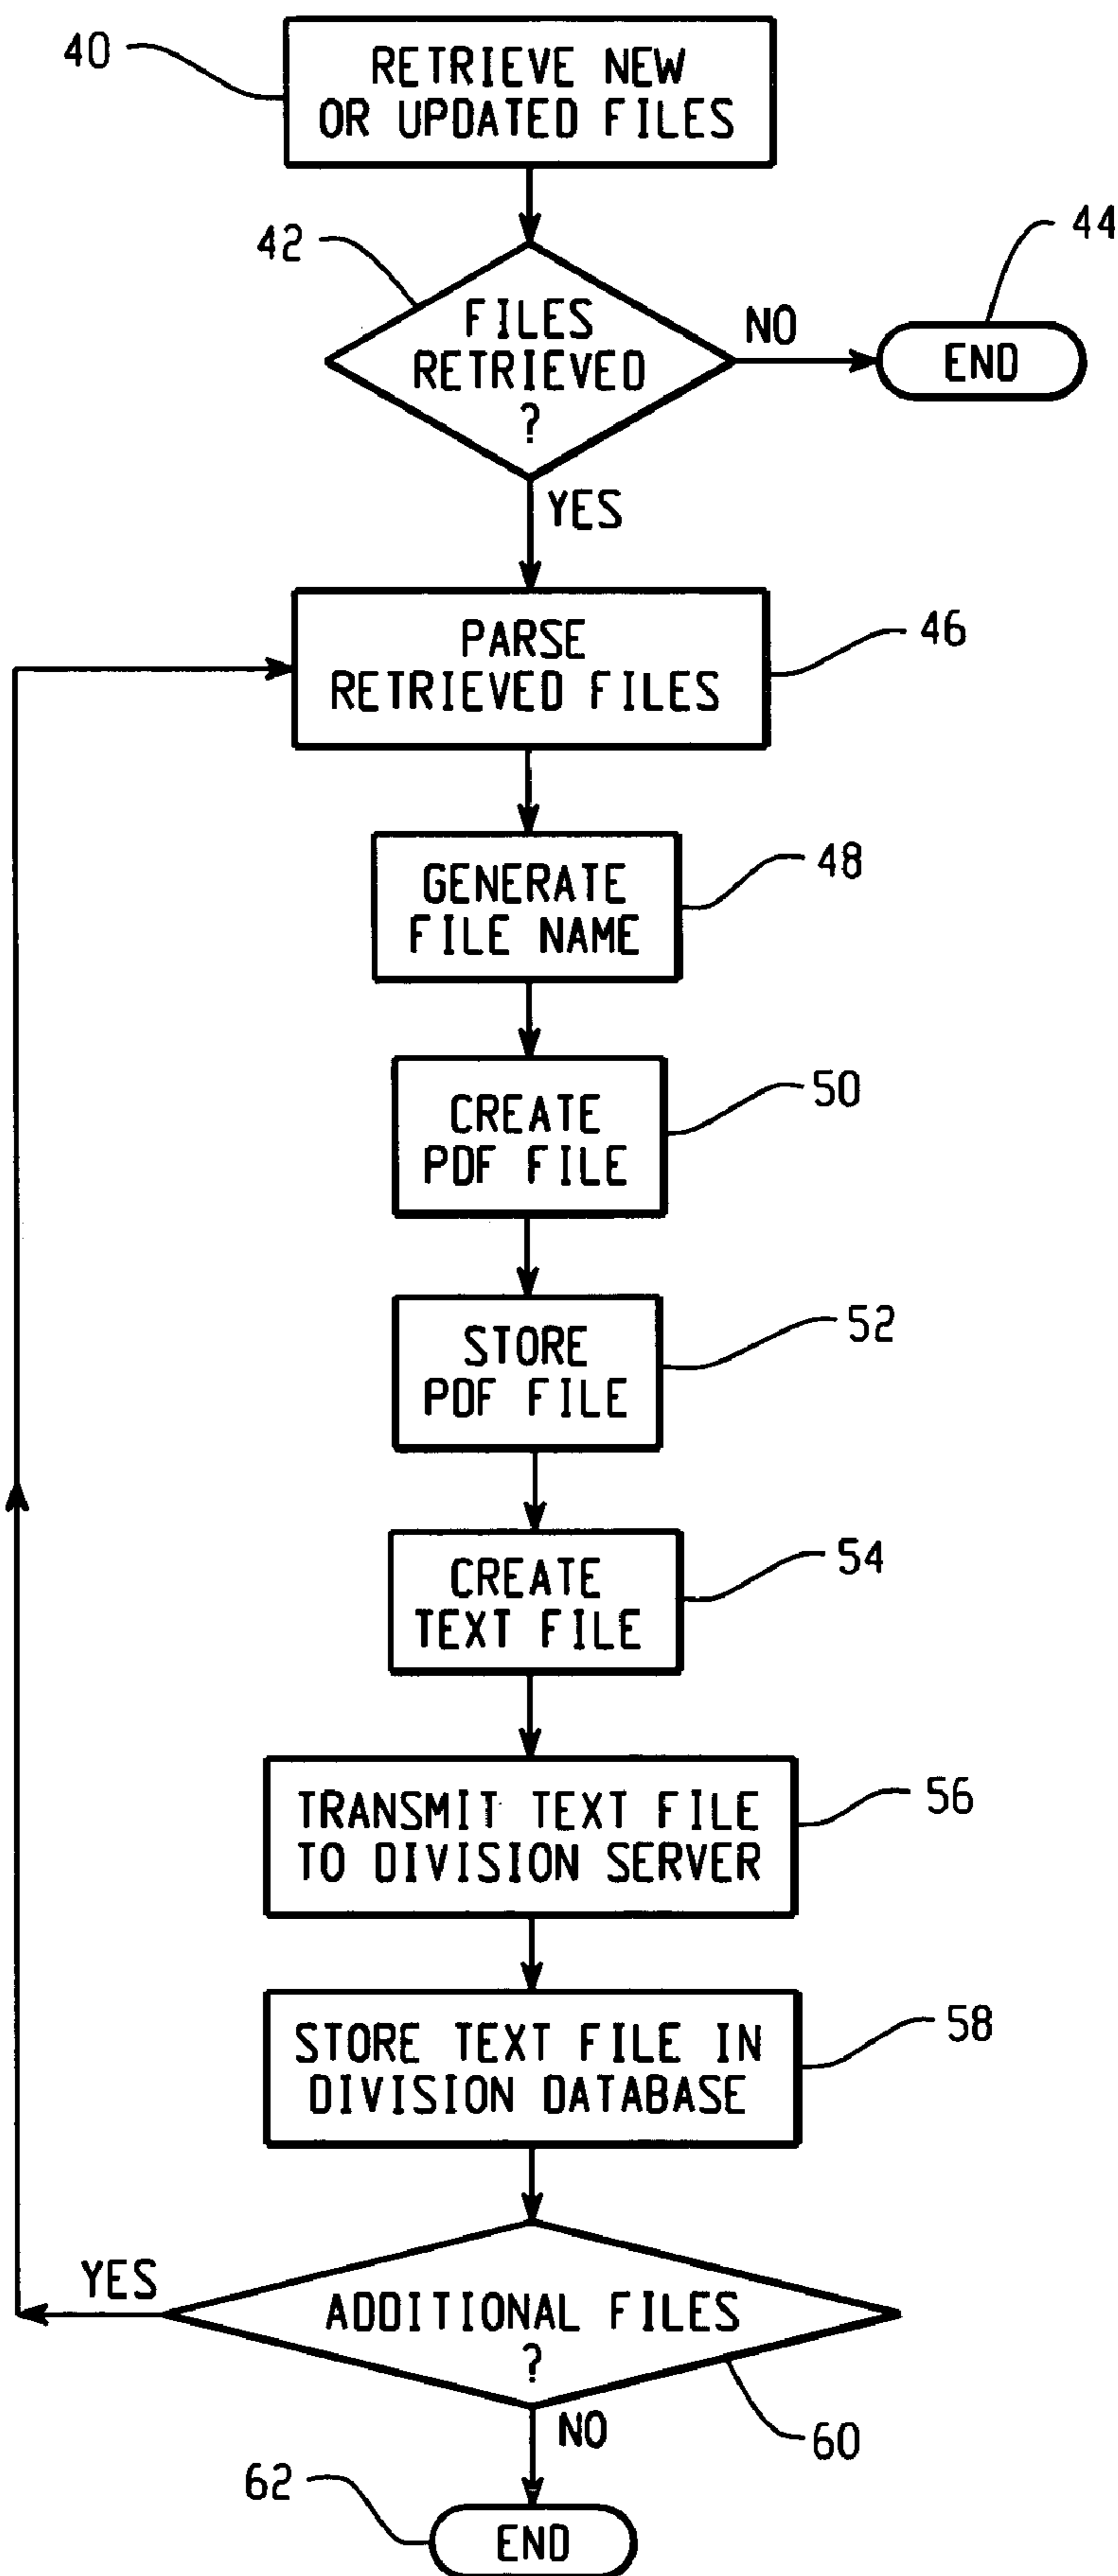 40
RETRIEVE NEW
OR UPDATED FILES
42
FILES
RETRIEVED
?
NO
44
END
YES
PARSE
RETRIEVED FILES
46
GENERATE
FILE NAME
48
CREATE
PDF FILE
50
STORE
PDF FILE
52
CREATE
TEXT FILE
54
TRANSMIT TEXT FILE
TO DIVISION SERVER
56
STORE TEXT FILE IN
DIVISION DATABASE
58
YES
ADDITIONAL FILES
?
60
NO
62
END